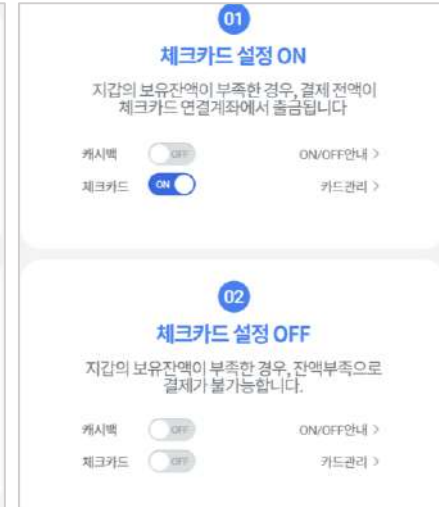 01
체크카드 설정 ON
지갑의 보유잔액이 부족한 경우, 결제 전액이
체크카드 연결계좌에서 출금됩니다
캐시백 OFF ON/OFF안내 >
체크카드 ON 카드관리 >
02
체크카드 설정 OFF
지갑의 보유잔액이 부족한 경우, 잔액부족으로
결제가 불가능합니다.
캐시백 OFF ON/OFF안내 >
체크카드 OFF 카드관리 >